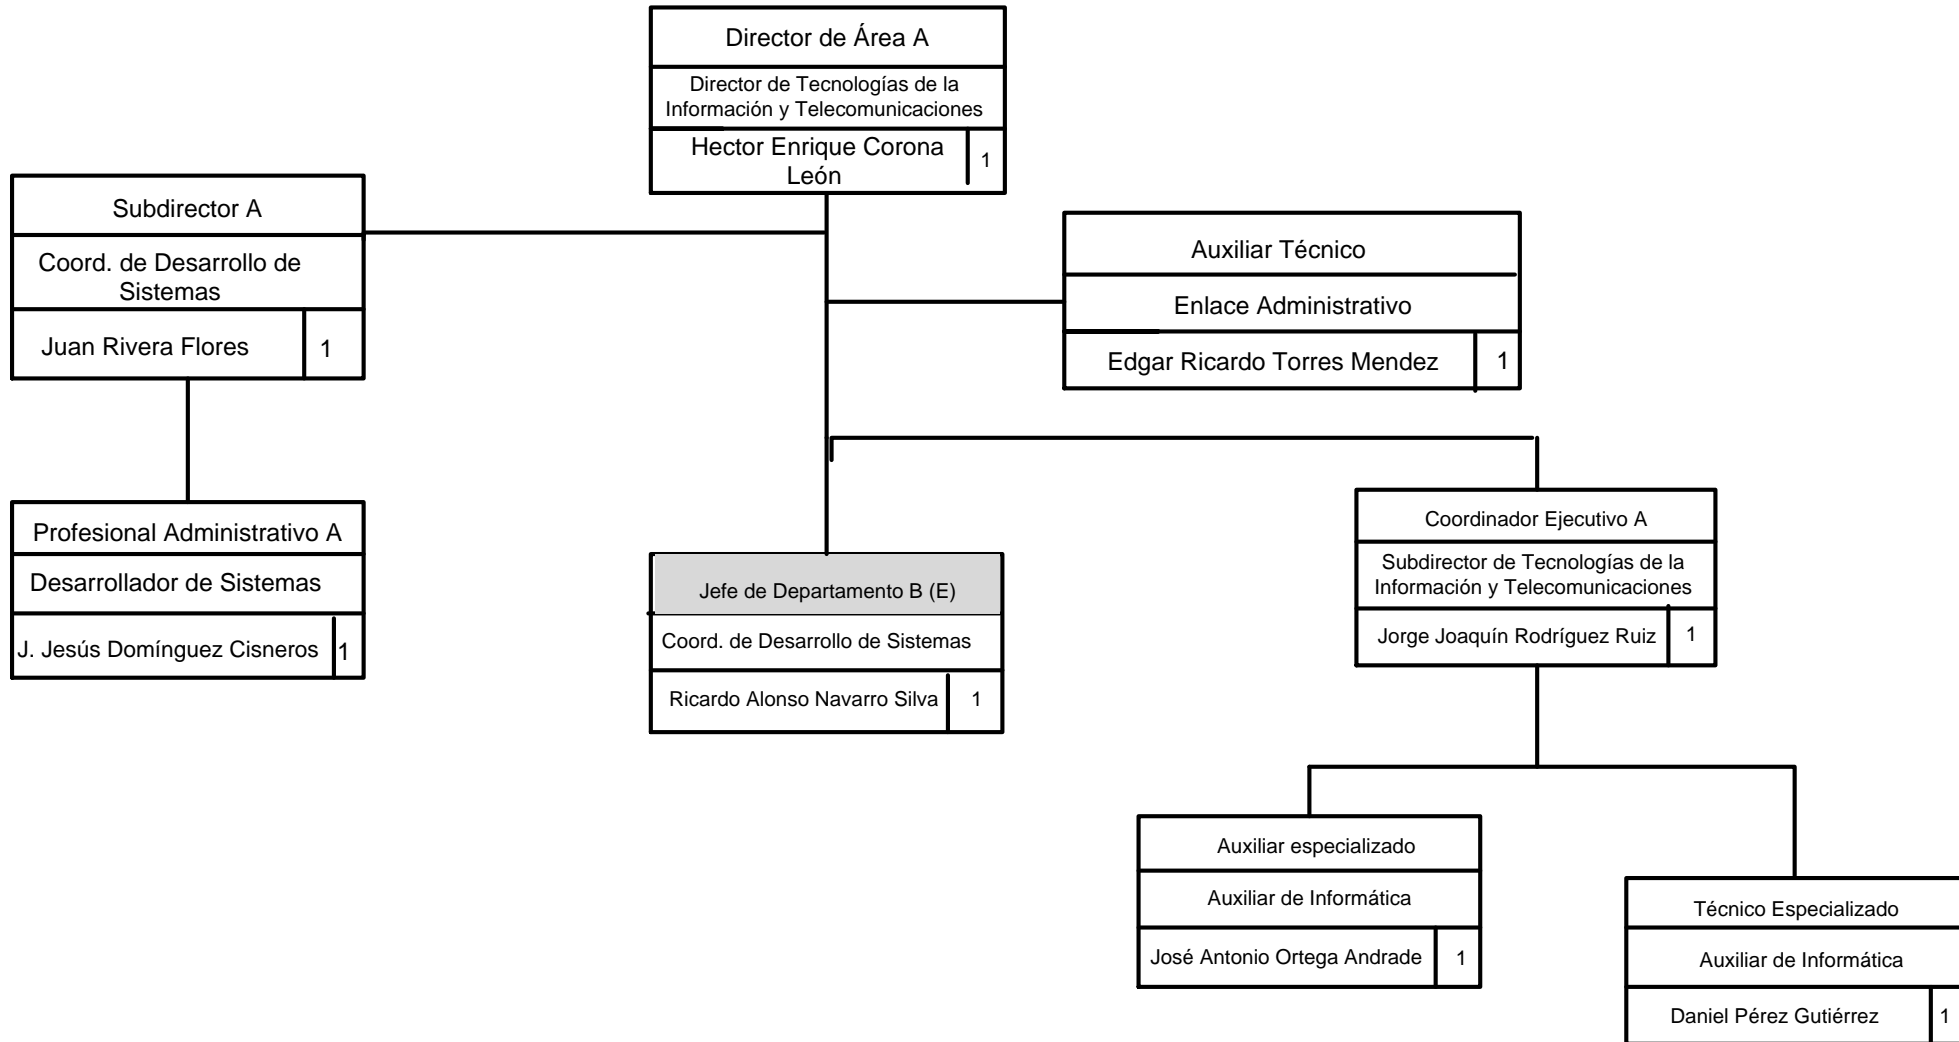 Director de Área A
Director de Tecnologías de la
Información y Telecomunicaciones
Hector Enrique Corona
León
1
Subdirector A
Coord. de Desarrollo de
Sistemas
Juan Rivera Flores
1
Auxiliar Técnico
Enlace Administrativo
Edgar Ricardo Torres Mendez
1
Profesional Administrativo A
Desarrollador de Sistemas
J. Jesús Domínguez Cisneros
1
Jefe de Departamento B (E)
Coord. de Desarrollo de Sistemas
Ricardo Alonso Navarro Silva
1
Coordinador Ejecutivo A
Subdirector de Tecnologías de la
Información y Telecomunicaciones
Jorge Joaquín Rodríguez Ruiz
1
Auxiliar especializado
Auxiliar de Informática
José Antonio Ortega Andrade
1
Técnico Especializado
Auxiliar de Informática
Daniel Pérez Gutiérrez
1